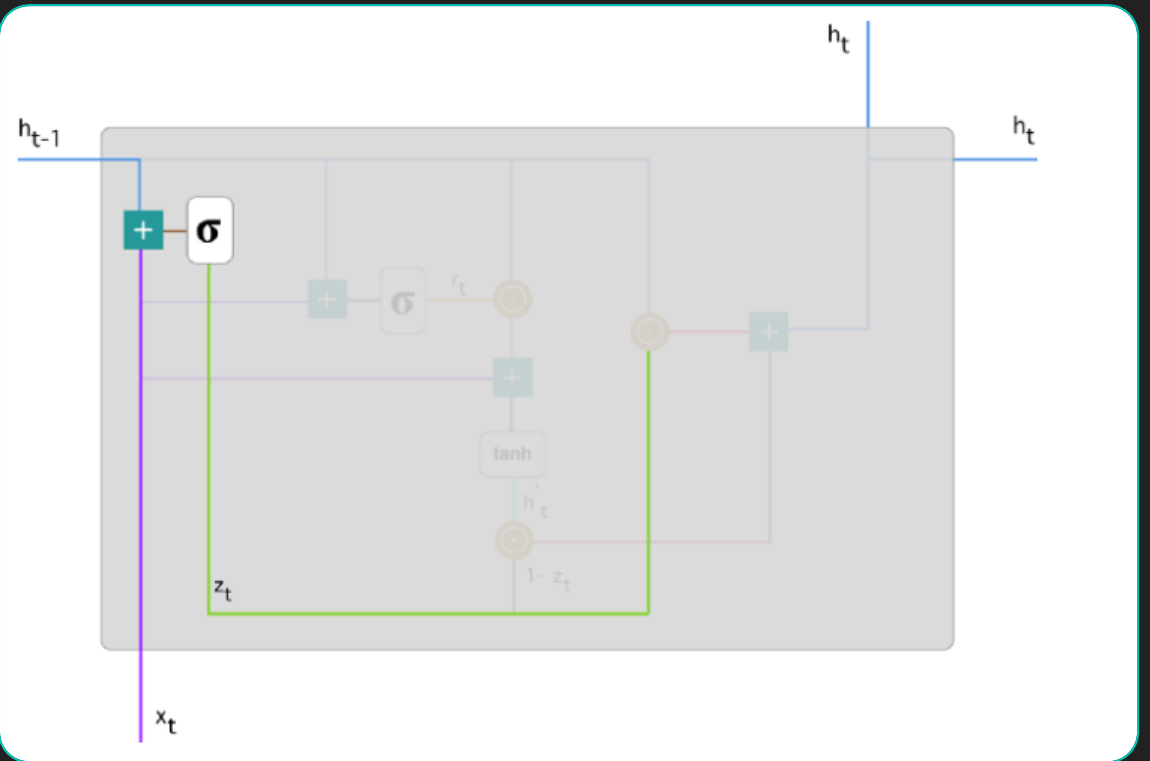 h_t
h_{t-1}
h_t
+
σ
+
σ
r_t
+
+
tanh
h'_t
1- z_t
z_t
x_t